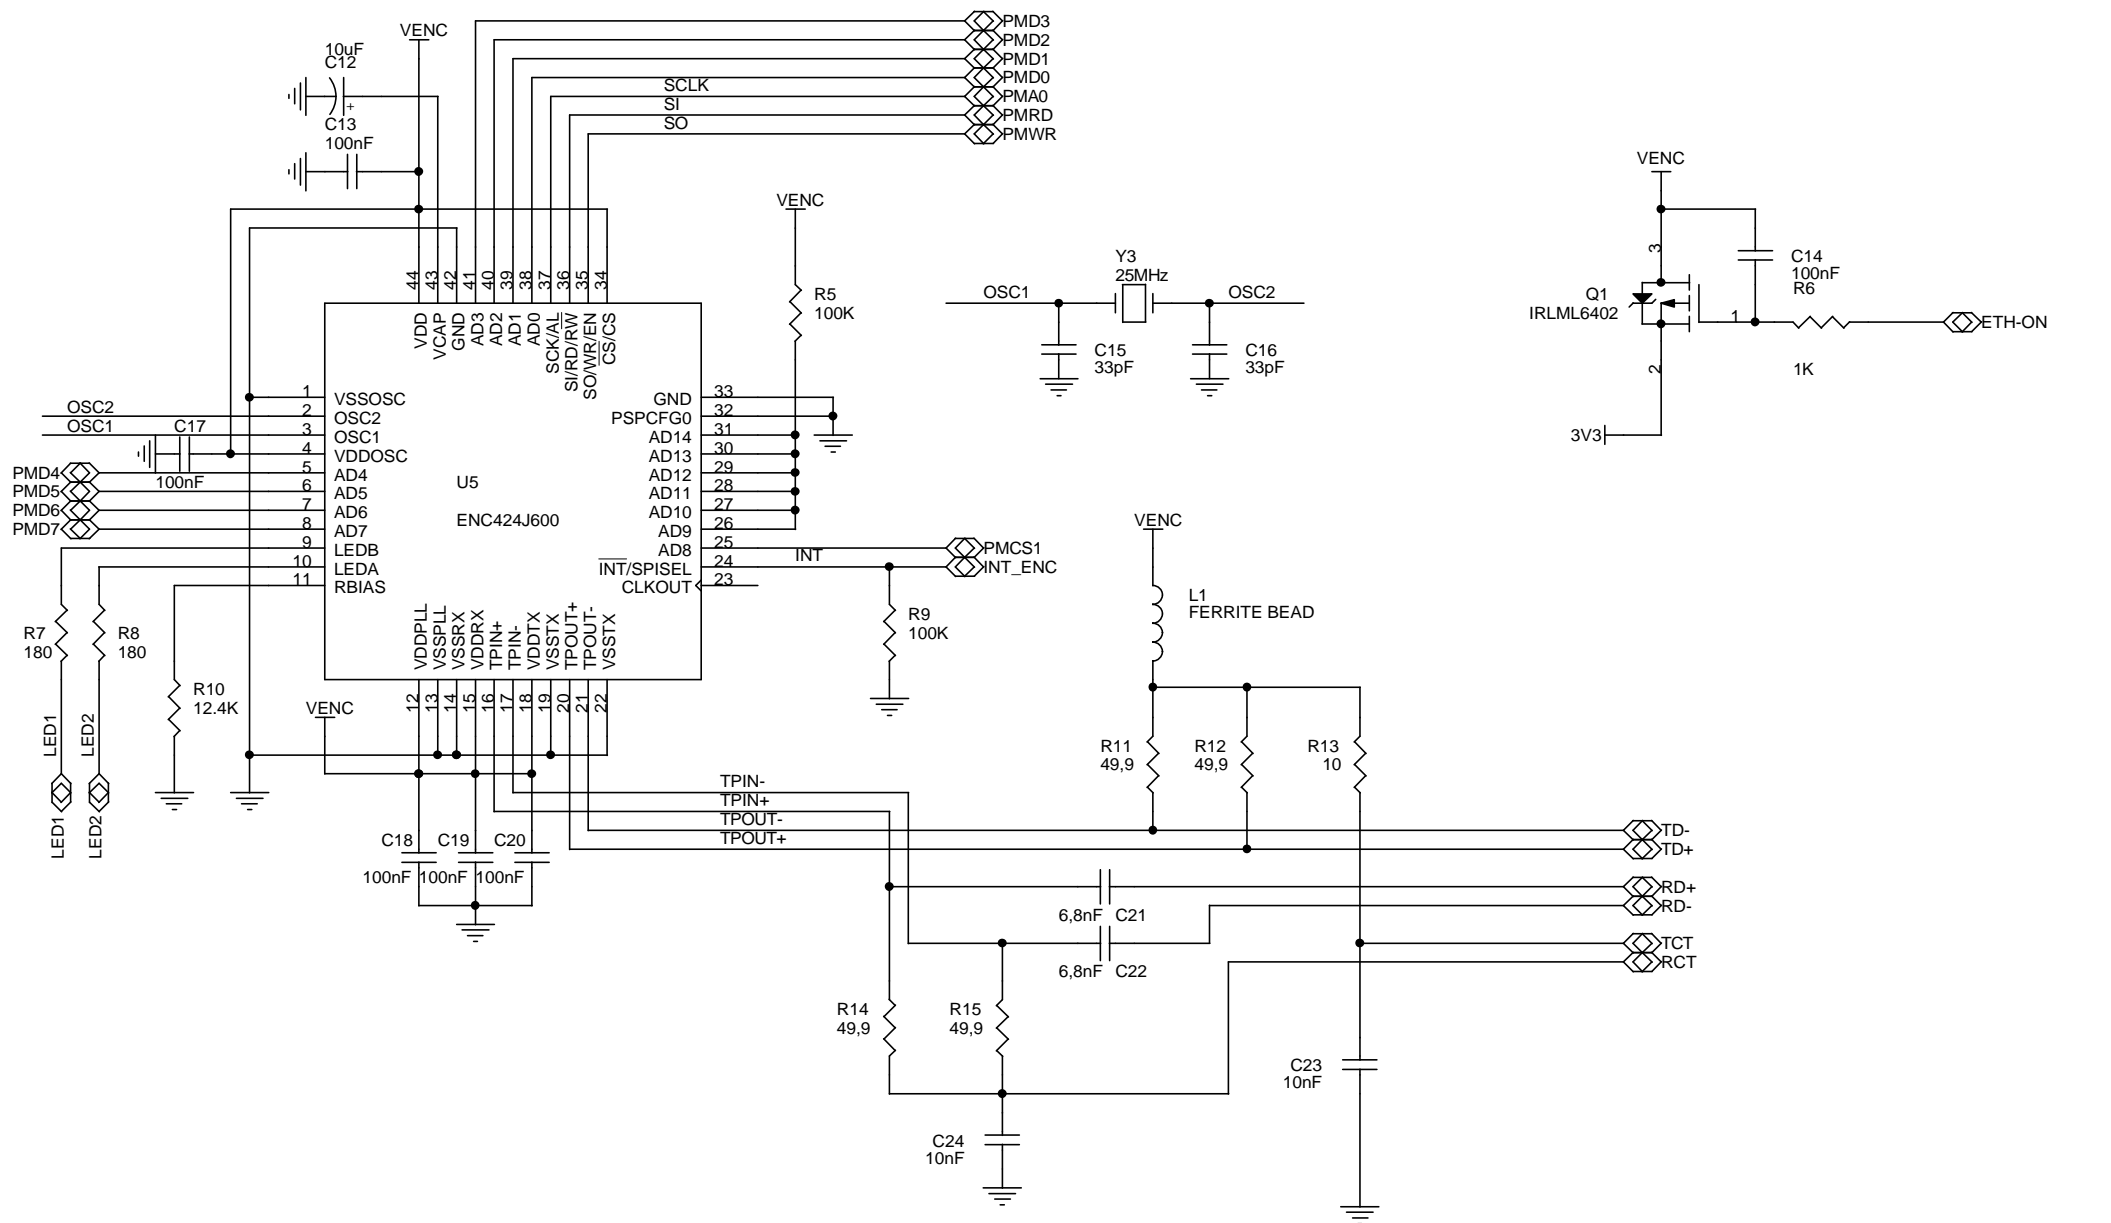 VENC
10uF
C12
+
C13
100nF
PMD3
PMD2
PMD1
PMD0
SCLK
PMA0
SI
PMRD
SO
PMWR
44 43 42 41 40 39 38 37 36 35 34
VDD VCAP GND AD3 AD2 AD1 AD0 SCK/AL SI/RD/RW SO/WR/EN CS/CS
VENC
R5
100K
OSC1
Y3
25MHz
OSC2
C15
33pF
C16
33pF
VENC
3
C14
100nF
R6
Q1
IRLML6402
1
ETH-ON
1K
2
3V3
1 VSSOSC
OSC2 2 OSC2
OSC1 3 OSC1
C17
100nF
4 VDDOSC
PMD4 5 AD4
PMD5 6 AD5
PMD6 7 AD6
PMD7 8 AD7
9 LEDB
10 LEDA
11 RBIAS
U5
ENC424J600
GND 33
PSPCFG0 32
AD14 31
AD13 30
AD12 29
AD11 28
AD10 27
AD9 26
AD8 25 PMCS1
INT/SPISEL 24 INT INT_ENC
CLKOUT 23
VDDPLL VSSPLL VSSRX VDDRX TPIN+ TPIN- VDDTX VSSTX TPOUT+ TPOUT- VSSTX
12 13 14 15 16 17 18 19 20 21 22
R7
180
R8
180
R10
12.4K
LED1
LED2
LED1
LED2
VENC
R9
100K
VENC
L1
FERRITE BEAD
R11
49,9
R12
49,9
R13
10
TPIN-
TPIN+
TPOUT-
TPOUT+
TD-
TD+
RD+
RD-
TCT
RCT
C18
100nF
C19
100nF
C20
100nF
6,8nF C21
6,8nF C22
R14
49,9
R15
49,9
C23
10nF
C24
10nF